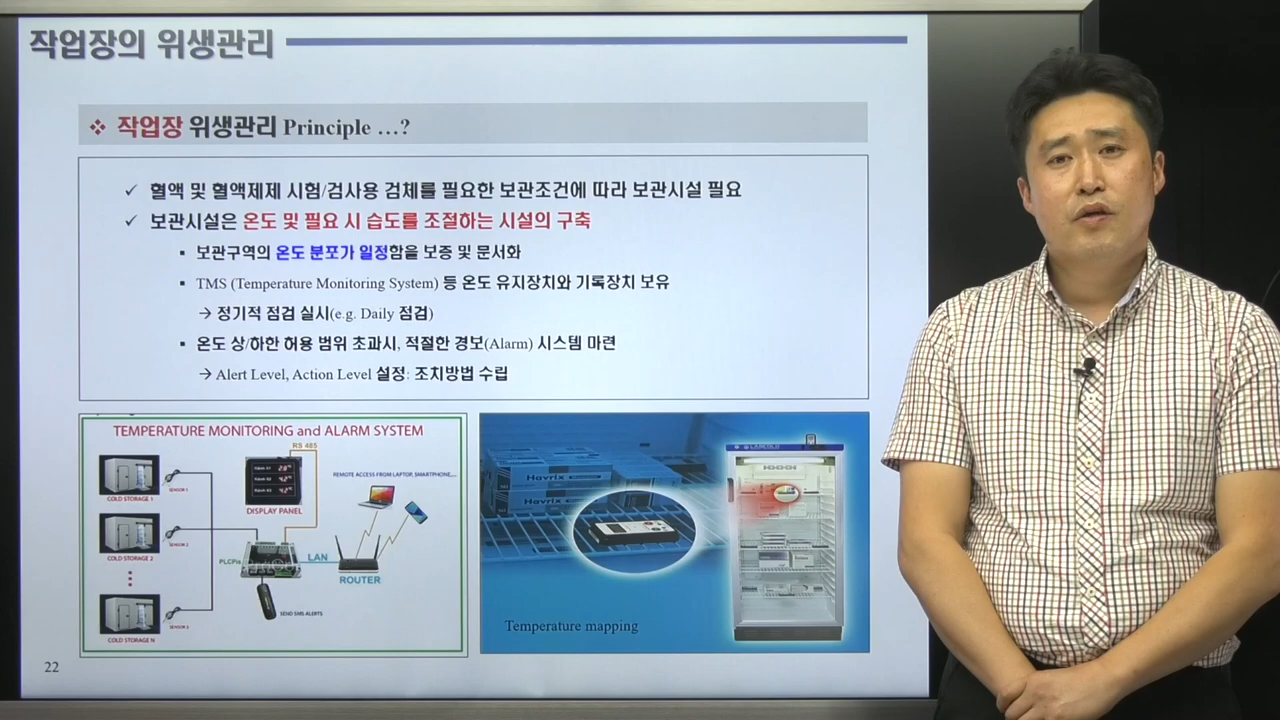 작업장의 위생관리
❖ 작업장 위생관리 Principle …?
✓ 혈액 및 혈액제제 시험/검사용 검체를 필요한 보관조건에 따라 보관시설 필요
✓ 보관시설은 온도 및 필요 시 습도를 조절하는 시설의 구축
▪ 보관구역의 온도 분포가 일정함을 보증 및 문서화
▪ TMS (Temperature Monitoring System) 등 온도 유지장치와 기록장치 보유
→ 정기적 점검 실시(e.g. Daily 점검)
▪ 온도 상/하한 허용 범위 초과시, 적절한 경보(Alarm) 시스템 마련
→ Alert Level, Action Level 설정: 조치방법 수립
TEMPERATURE MONITORING and ALARM SYSTEM
RS 485
COLD STORAGE 1
SENSOR 1
DISPLAY PANEL
REMOTE ACCESS FROM LAPTOP, SMARTPHONE,...
COLD STORAGE 2
SENSOR 2
PLCPie
LAN
ROUTER
SEND SMS ALERTS
COLD STORAGE N
Havrix
Havrix
Temperature mapping
22